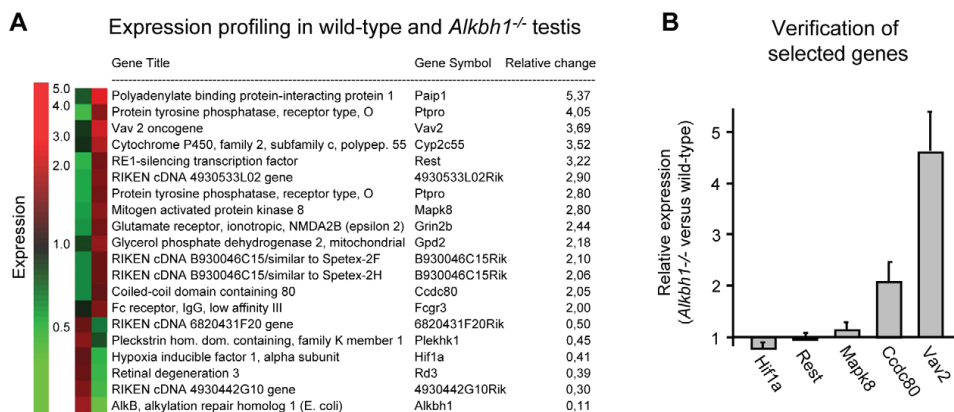 A
Expression profiling in wild-type and Alkbh1-/- testis
Gene Title Gene Symbol Relative change
Polyadenylate binding protein-interacting protein 1 Paip1 5,37
Protein tyrosine phosphatase, receptor type, O Ptpro 4,05
Vav 2 oncogene Vav2 3,69
Cytochrome P450, family 2, subfamily c, polypep. 55 Cyp2c55 3,52
RE1-silencing transcription factor Rest 3,22
RIKEN cDNA 4930533L02 gene 4930533L02Rik 2,90
Protein tyrosine phosphatase, receptor type, O Ptpro 2,80
Mitogen activated protein kinase 8 Mapk8 2,80
Glutamate receptor, ionotropic, NMDA2B (epsilon 2) Grin2b 2,44
Glycerol phosphate dehydrogenase 2, mitochondrial Gpd2 2,18
RIKEN cDNA B930046C15/similar to Spetex-2F B930046C15Rik 2,10
RIKEN cDNA B930046C15/similar to Spetex-2H B930046C15Rik 2,06
Coiled-coil domain containing 80 Ccdc80 2,05
Fc receptor, IgG, low affinity III Fcgr3 2,00
RIKEN cDNA 6820431F20 gene 6820431F20Rik 0,50
Pleckstrin hom. dom. containing, family K member 1 Plekhk1 0,45
Hypoxia inducible factor 1, alpha subunit Hif1a 0,41
Retinal degeneration 3 Rd3 0,39
RIKEN cDNA 4930442G10 gene 4930442G10Rik 0,30
AlkB, alkylation repair homolog 1 (E. coli) Alkbh1 0,11
Expression
5.0
4.0
3.0
2.0
1.0
0.5
B
Verification of
selected genes
Relative expression
(Alkbh1-/- versus wild-type)
5
4
3
2
1
Hif1a
Rest
Mapk8
Ccdc80
Vav2